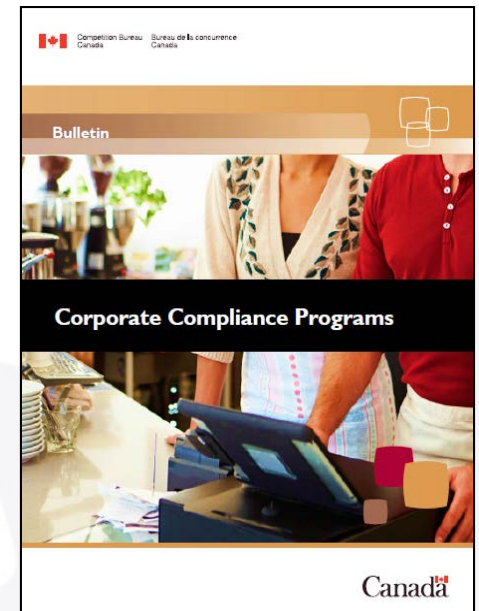 Competition Bureau Bureau de la concurrence
Canada Canada
Bulletin
Corporate Compliance Programs
Canada